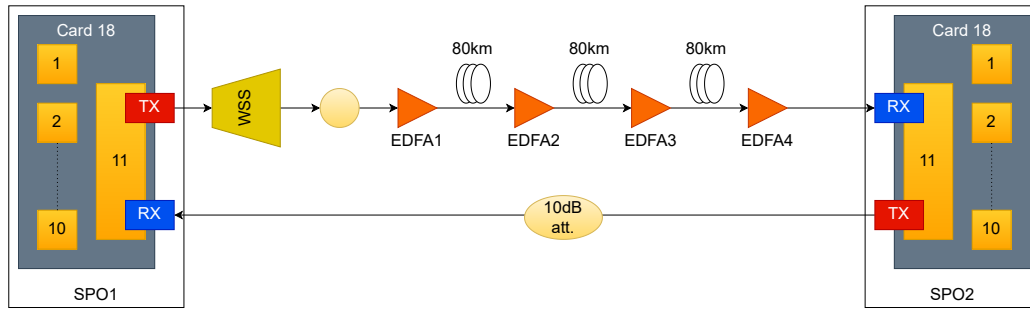 Card 18
1
2
10
11
TX
RX
SPO1
WSS
EDFA1
80km
EDFA2
80km
EDFA3
80km
EDFA4
10dB
att.
Card 18
RX
TX
11
1
2
10
SPO2